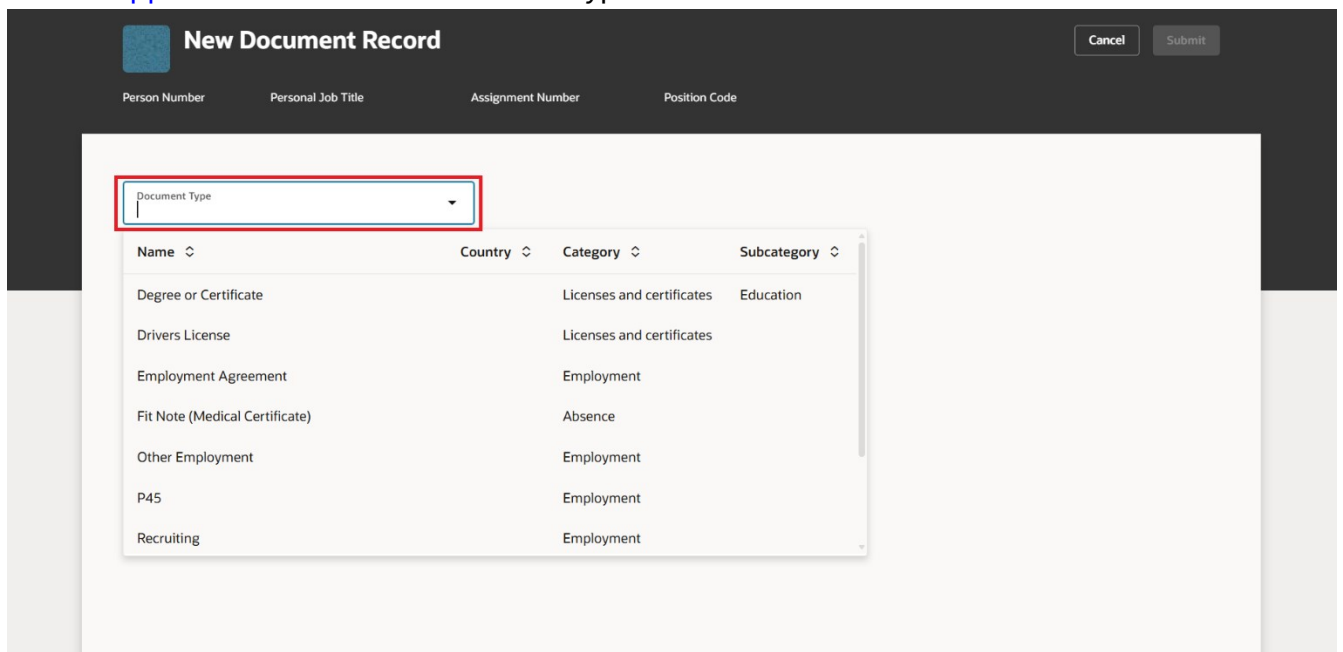 New Document Record
Cancel
Submit
Person Number Personal Job Title Assignment Number Position Code
Document Type
Name Country Category Subcategory
Degree or Certificate Licenses and certificates Education
Drivers License Licenses and certificates
Employment Agreement Employment
Fit Note (Medical Certificate) Absence
Other Employment Employment
P45 Employment
Recruiting Employment